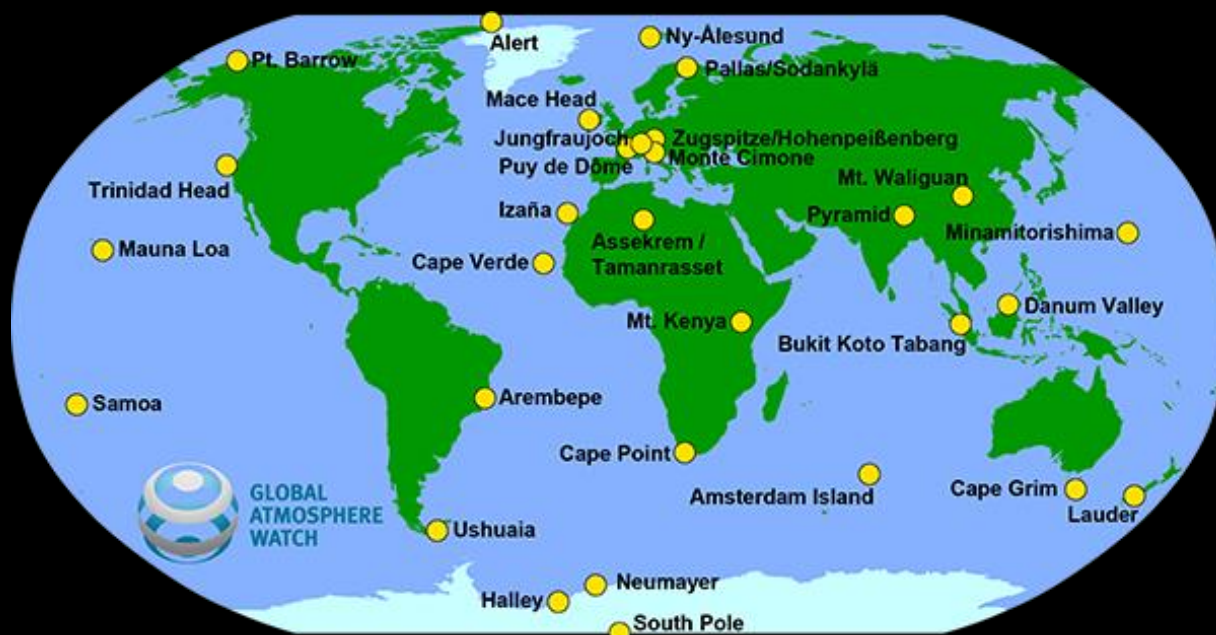 Alert
Ny-Ålesund
Pt. Barrow
Pallas/Sodankylä
Mace Head
Jungfraujoch
Zugspitze/Hohenpeißenberg
Puy de Dôme
Monte Cimone
Trinidad Head
Mt. Waliguan
Izaña
Pyramid
Minamitorishima
Mauna Loa
Assekrem /
Tamanrasset
Cape Verde
Danum Valley
Mt. Kenya
Bukit Koto Tabang
Samoa
Arembepe
Cape Point
Amsterdam Island
Cape Grim
Lauder
GLOBAL
ATMOSPHERE
WATCH
Ushuaia
Neumayer
Halley
South Pole